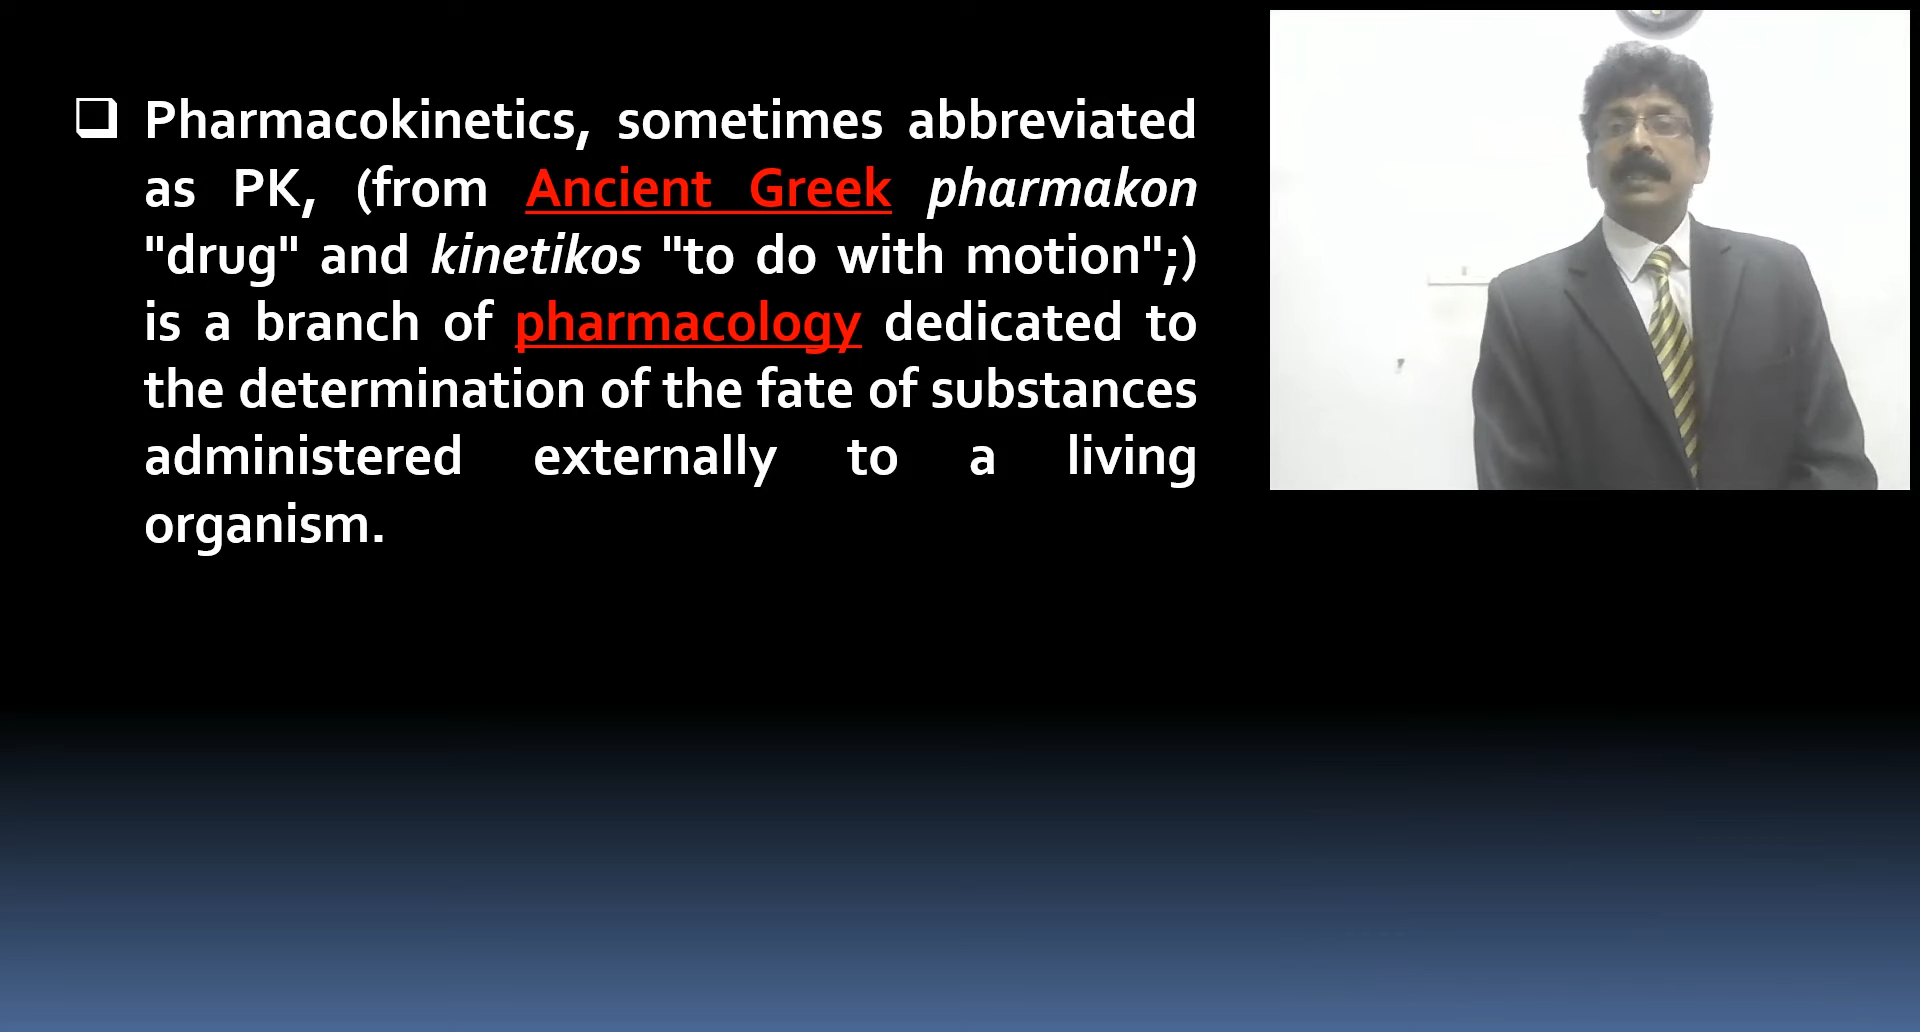 Pharmacokinetics, sometimes abbreviated
as PK, (from Ancient Greek pharmakon
"drug" and kinetikos "to do with motion";)
is a branch of pharmacology dedicated to
the determination of the fate of substances
administered externally to a living
organism.